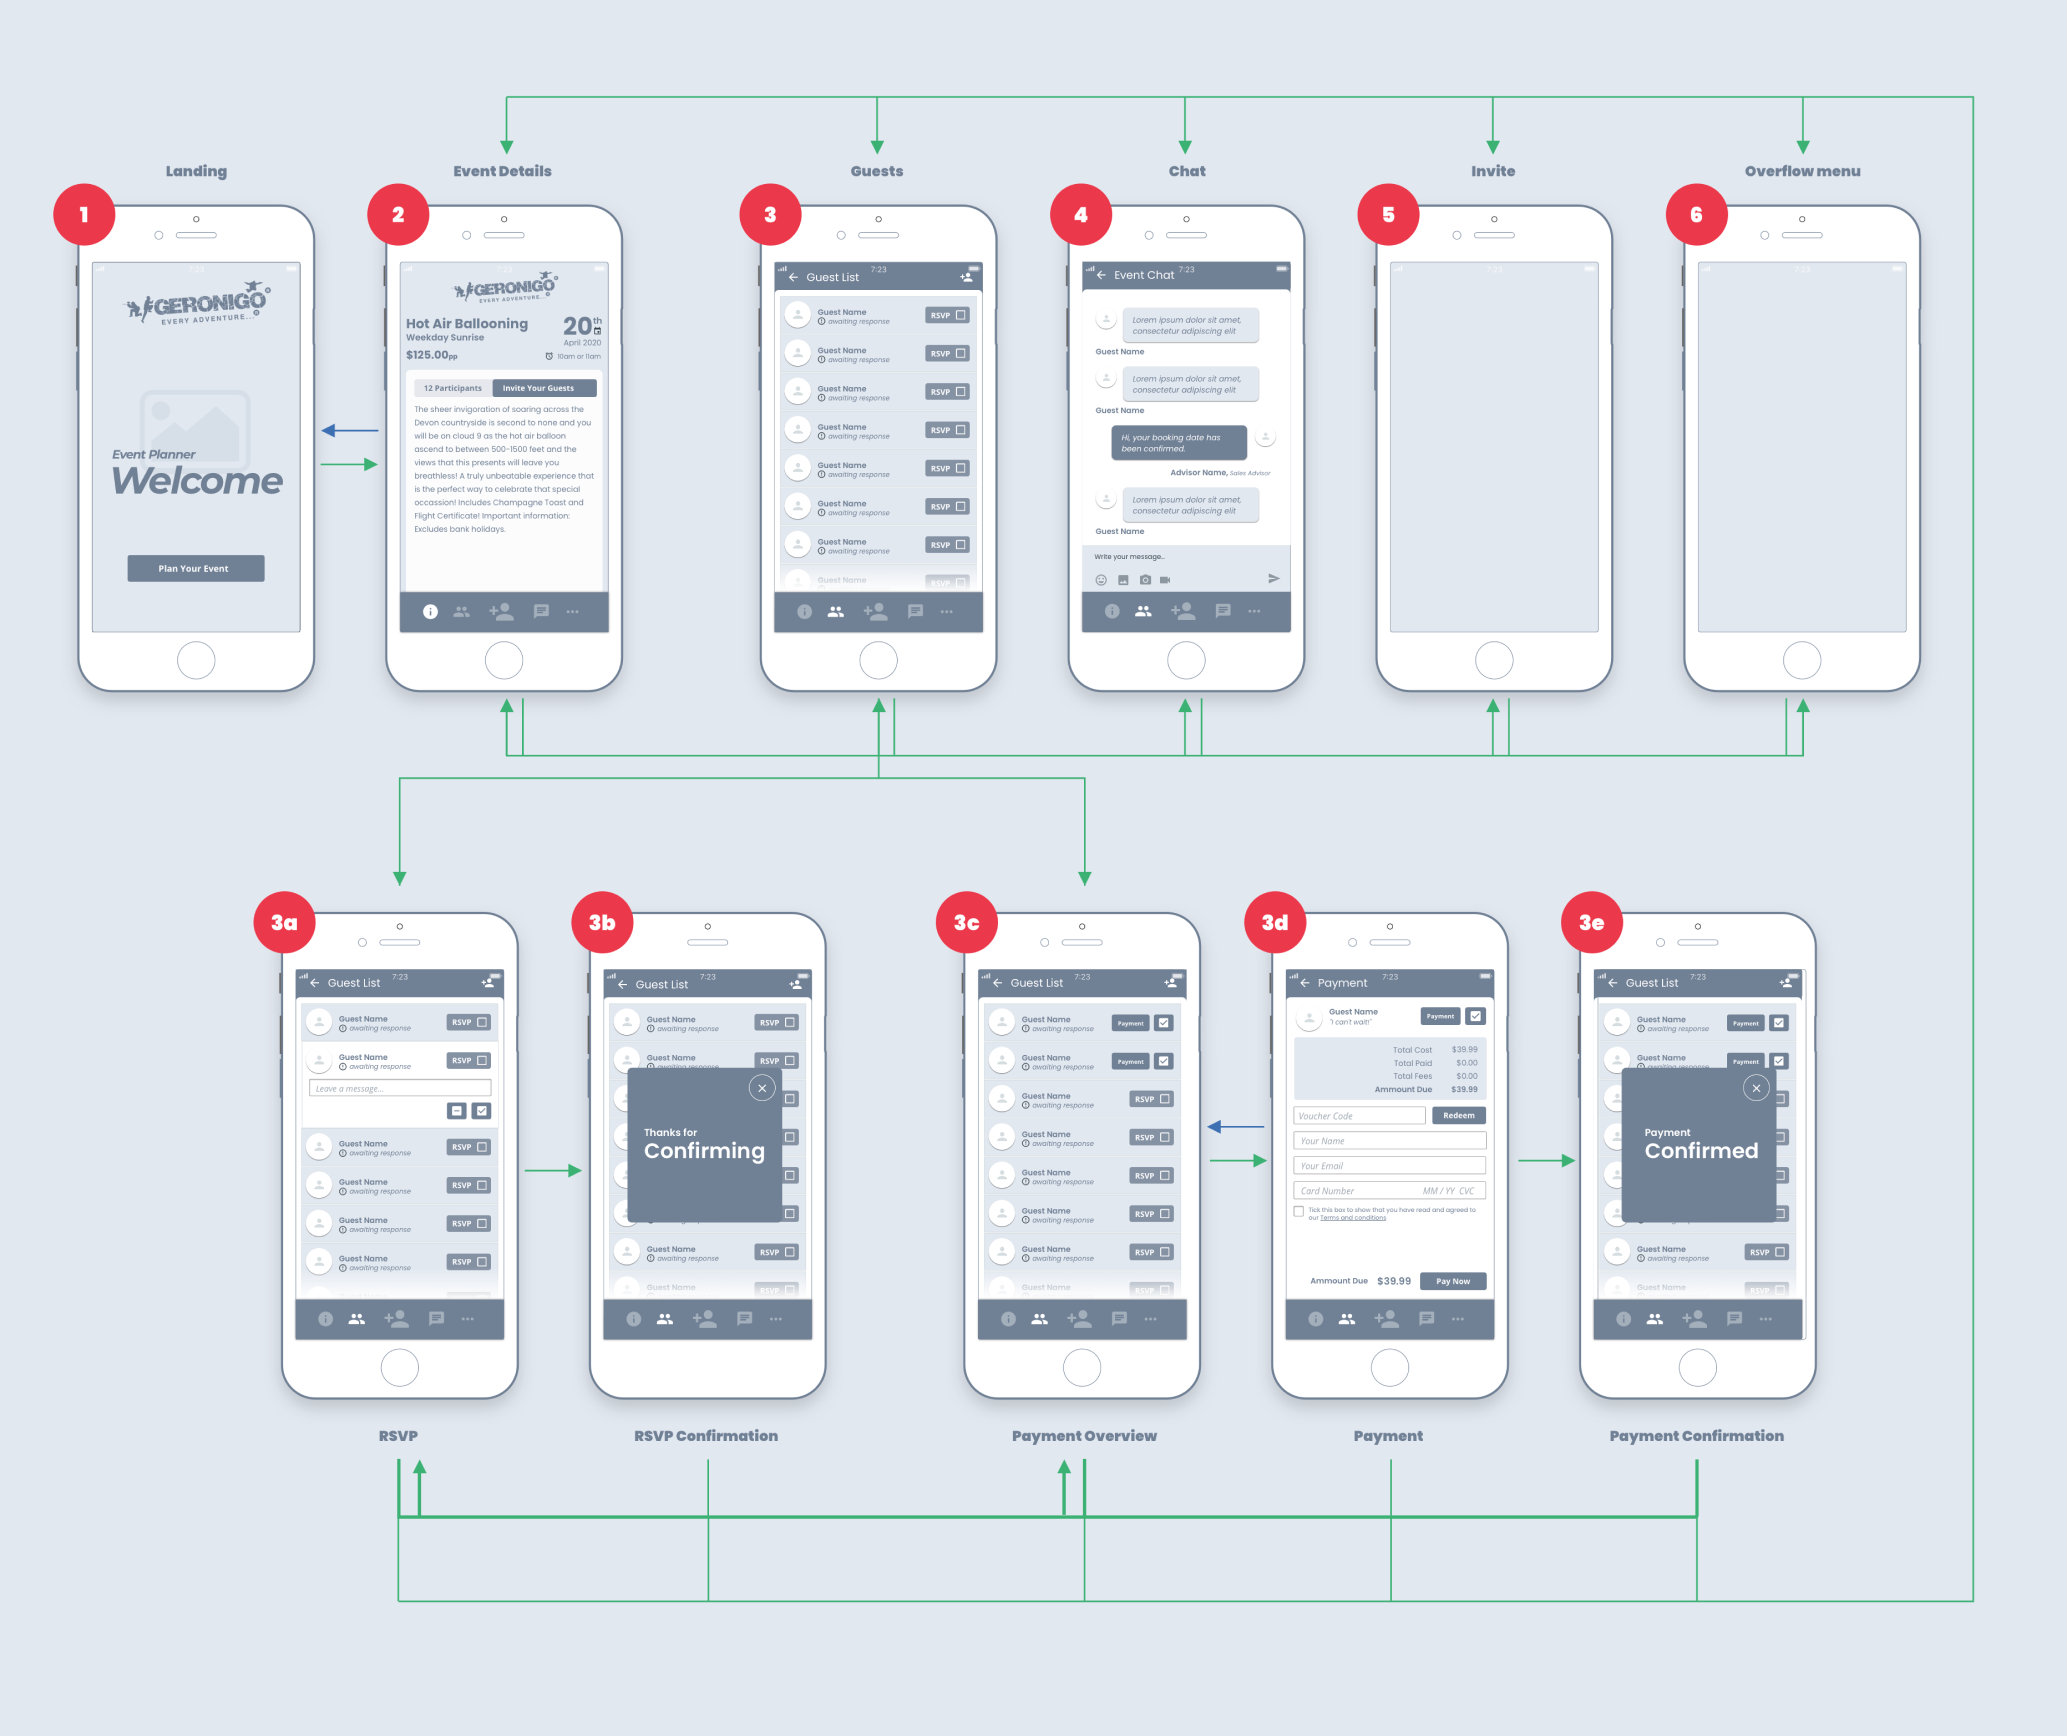 Landing
Event Details
Guests
Chat
Invite
Overflow menu
1
2
3
4
5
6
7:23
GERONIGO
EVERY ADVENTURE...
Event Planner
Welcome
Plan Your Event
7:23
GERONIGO
EVERY ADVENTURE...
Hot Air Ballooning
Weekday Sunrise
$125.00pp
20th
April 2020
10am or 11am
12 Participants
Invite Your Guests
The sheer invigoration of soaring across the
Devon countryside is second to none and you
will be on cloud 9 as the hot air balloon
ascend to between 500-1500 feet and the
views that this presents will leave you
breathless! A truly unbeatable experience that
is the perfect way to celebrate that special
occassion! Includes Champagne Toast and
Flight Certificate! Important information:
Excludes bank holidays.
7:23
Guest List
Guest Name
awaiting response
RSVP
Guest Name
awaiting response
RSVP
Guest Name
awaiting response
RSVP
Guest Name
awaiting response
RSVP
Guest Name
awaiting response
RSVP
Guest Name
awaiting response
RSVP
Guest Name
awaiting response
RSVP
Guest Name
RSVP
7:23
Event Chat
Lorem ipsum dolor sit amet,
consectetur adipiscing elit
Guest Name
Lorem ipsum dolor sit amet,
consectetur adipiscing elit
Guest Name
Hi, your booking date has
been confirmed.
Advisor Name, Sales Advisor
Lorem ipsum dolor sit amet,
consectetur adipiscing elit
Guest Name
Write your message..
7:23
7:23
3a
3b
3c
3d
3e
7:23
Guest List
Guest Name
awaiting response
RSVP
Guest Name
awaiting response
RSVP
Leave a message...
Guest Name
awaiting response
RSVP
Guest Name
awaiting response
RSVP
Guest Name
awaiting response
RSVP
Guest Name
awaiting response
RSVP
7:23
Guest List
Guest Name
awaiting response
RSVP
Guest Name
awaiting response
RSVP
Thanks for
Confirming
Guest Name
awaiting response
RSVP
Guest Name
RSVP
7:23
Guest List
Guest Name
awaiting response
Payment
Guest Name
awaiting response
Payment
Guest Name
awaiting response
RSVP
Guest Name
awaiting response
RSVP
Guest Name
awaiting response
RSVP
Guest Name
awaiting response
RSVP
Guest Name
awaiting response
RSVP
Guest Name
RSVP
7:23
Payment
Guest Name
"I can't wait!"
Payment
Total Cost $39.99
Total Paid $0.00
Total Fees $0.00
Ammount Due $39.99
Voucher Code
Redeem
Your Name
Your Email
Card Number MM / YY CVC
Tick this bas to show that you have read and agreed to
our Terms and conditions
Ammount Due $39.99
Pay Now
7:23
Guest List
Guest Name
awaiting response
Payment
Guest Name
awaiting response
Payment
Payment
Confirmed
Guest Name
awaiting response
RSVP
Guest Name
RSVP
RSVP
RSVP Confirmation
Payment Overview
Payment
Payment Confirmation